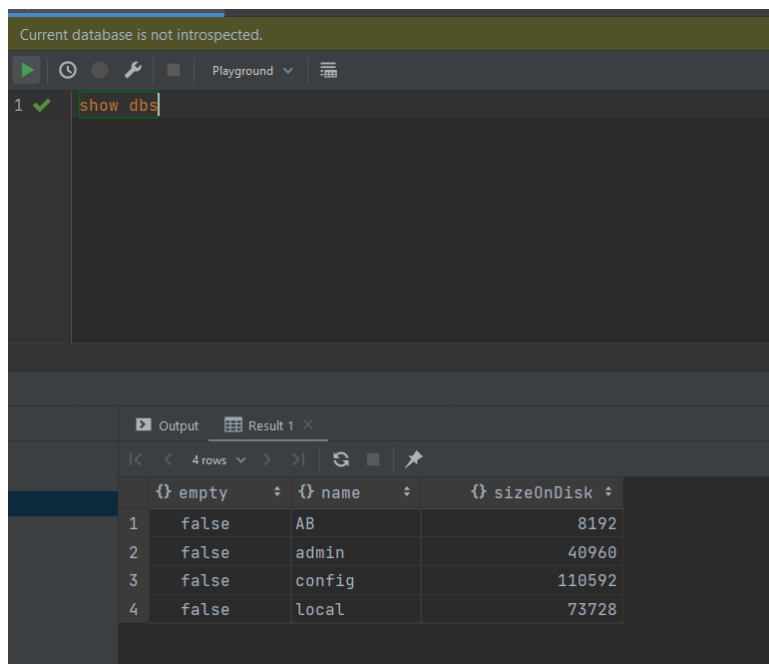 Current database is not introspected.
Playground
1 show dbs
Output Result 1
4 rows
{} empty {} name {} sizeOnDisk
1 false AB 8192
2 false admin 40960
3 false config 110592
4 false local 73728